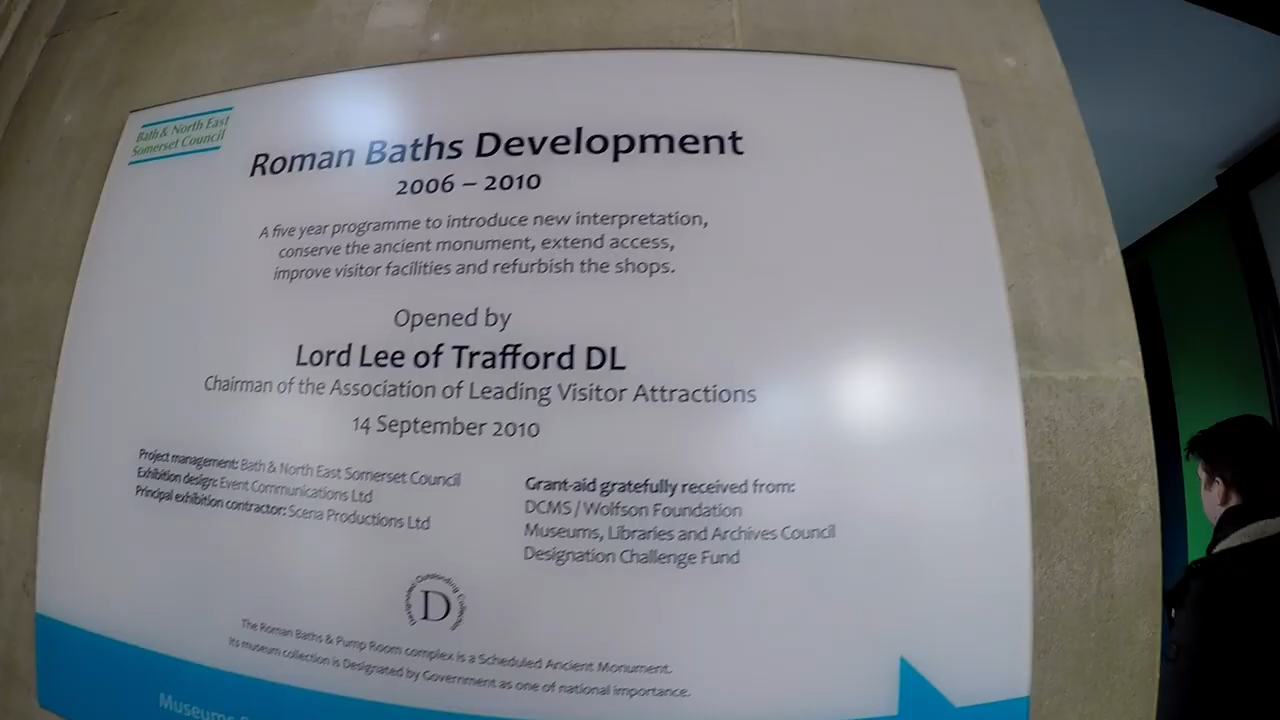 Bath & North East
Somerset Council
Roman Baths Development
2006 – 2010
A five year programme to introduce new interpretation,
conserve the ancient monument, extend access,
improve visitor facilities and refurbish the shops.
Opened by
Lord Lee of Trafford DL
Chairman of the Association of Leading Visitor Attractions
14 September 2010
Project management: Bath & North East Somerset Council
Exhibition design: Event Communications Ltd
Principal exhibition contractor: Scena Productions Ltd
Grant-aid gratefully received from:
DCMS / Wolfson Foundation
Museums, Libraries and Archives Council
Designation Challenge Fund
Designated Outstanding Collection
D
The Roman Baths & Pump Room complex is a Scheduled Ancient Monument.
Its museum collection is Designated by Government as one of national importance.
Museums